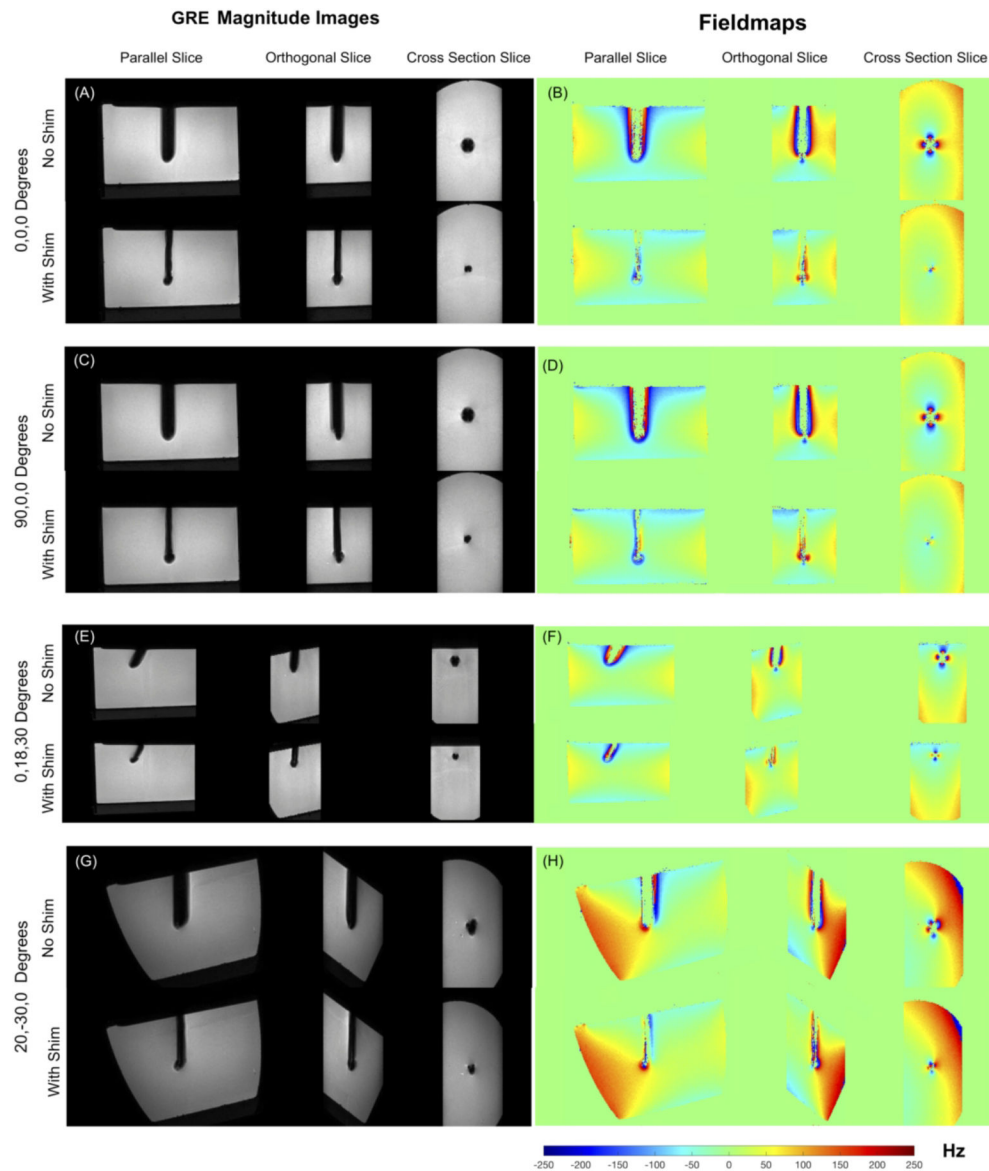 GRE Magnitude Images
Fieldmaps
Parallel Slice
Orthogonal Slice
Cross Section Slice
Parallel Slice
Orthogonal Slice
Cross Section Slice
0,0,0 Degrees
No Shim
With Shim
(A)
(B)
90,0,0 Degrees
No Shim
With Shim
(C)
(D)
0,18,30 Degrees
No Shim
With Shim
(E)
(F)
20,-30,0 Degrees
No Shim
With Shim
(G)
(H)
Hz
-250
-200
-150
-100
-50
0
50
100
150
200
250